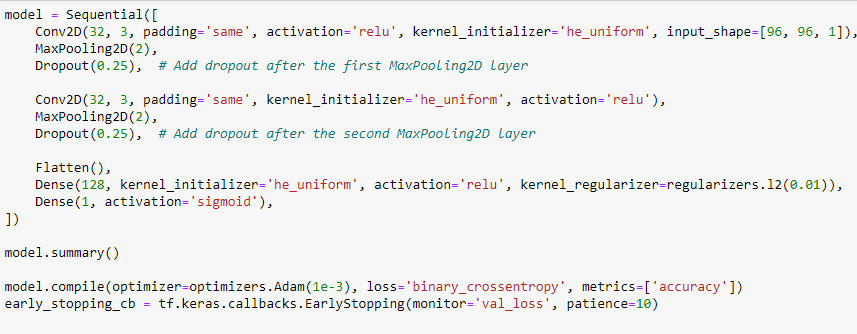 model = Sequential([
    Conv2D(32, 3, padding='same', activation='relu', kernel_initializer='he_uniform', input_shape=[96, 96, 1]),
    MaxPooling2D(2),
    Dropout(0.25),  # Add dropout after the first MaxPooling2D layer

    Conv2D(32, 3, padding='same', kernel_initializer='he_uniform', activation='relu'),
    MaxPooling2D(2),
    Dropout(0.25),  # Add dropout after the second MaxPooling2D layer

    Flatten(),
    Dense(128, kernel_initializer='he_uniform', activation='relu', kernel_regularizer=regularizers.l2(0.01)),
    Dense(1, activation='sigmoid'),
])

model.summary()

model.compile(optimizer=optimizers.Adam(1e-3), loss='binary_crossentropy', metrics=['accuracy'])
early_stopping_cb = tf.keras.callbacks.EarlyStopping(monitor='val_loss', patience=10)